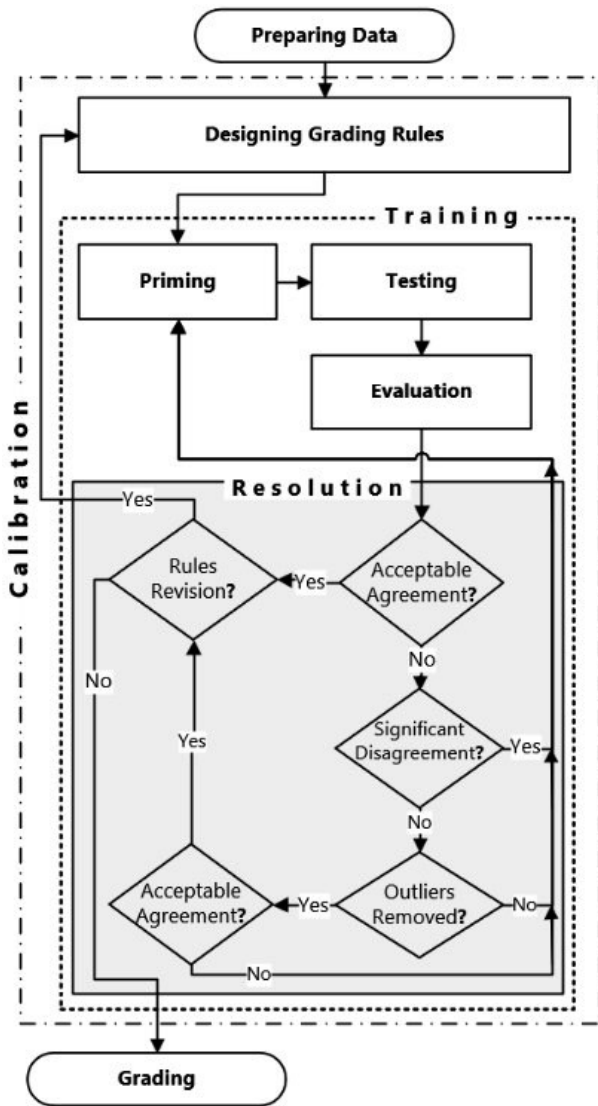 Preparing Data
Designing Grading Rules
Training
Priming
Testing
Evaluation
Calibration
Resolution
Yes
Rules
Revision?
Yes
Acceptable
Agreement?
No
No
Significant
Disagreement?
Yes
Yes
No
Acceptable
Agreement?
Yes
Outliers
Removed?
No
No
Grading